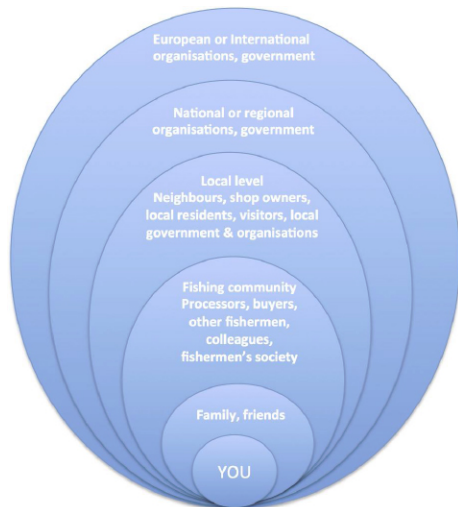 European or International
organisations, government
National or regional
organisations, government
Local level
Neighbours, shop owners,
local residents, visitors, local
government & organisations
Fishing community
Processors, buyers,
other fishermen,
colleagues,
fishermen's society
Family, friends
YOU